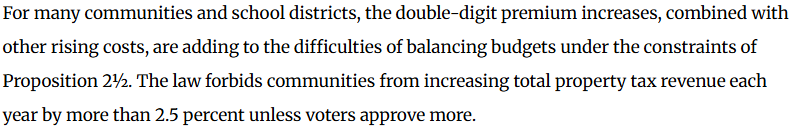 For many communities and school districts, the double-digit premium increases, combined with
other rising costs, are adding to the difficulties of balancing budgets under the constraints of
Proposition 2½. The law forbids communities from increasing total property tax revenue each
year by more than 2.5 percent unless voters approve more.